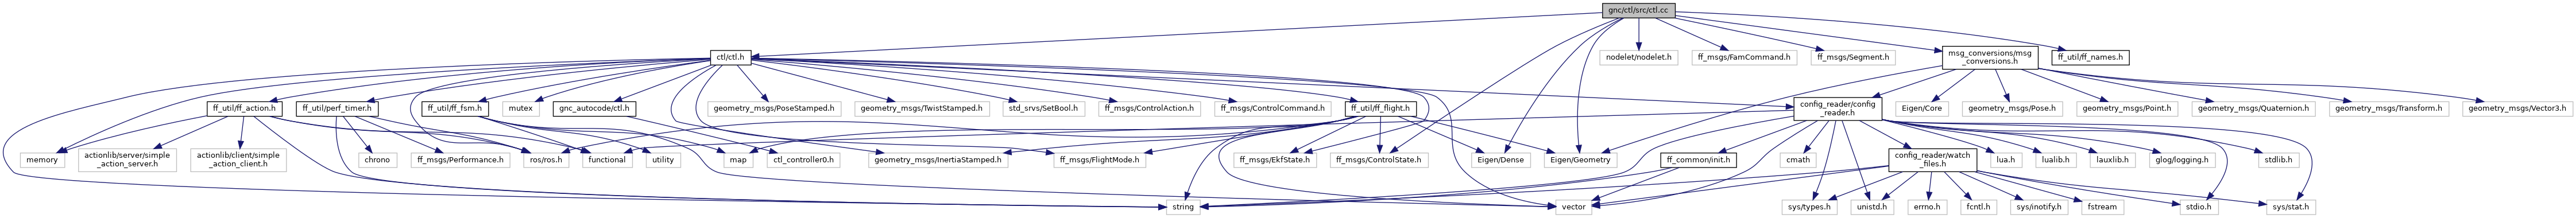 gnc/ctl/src/ctl.cc
ctl/ctl.h
nodelet/nodelet.h
ff_msgs/FamCommand.h
ff_msgs/Segment.h
msg_conversions/msg
_conversions.h
ff_util/ff_names.h
ff_util/ff_action.h
ff_util/perf_timer.h
ff_util/ff_fsm.h
mutex
gnc_autocode/ctl.h
geometry_msgs/PoseStamped.h
geometry_msgs/TwistStamped.h
std_srvs/SetBool.h
ff_msgs/ControlAction.h
ff_msgs/ControlCommand.h
ff_util/ff_flight.h
config_reader/config
_reader.h
Eigen/Core
geometry_msgs/Pose.h
geometry_msgs/Point.h
geometry_msgs/Quaternion.h
geometry_msgs/Transform.h
geometry_msgs/Vector3.h
memory
actionlib/server/simple
_action_server.h
actionlib/client/simple
_action_client.h
chrono
ff_msgs/Performance.h
ros/ros.h
functional
utility
map
ctl_controller0.h
geometry_msgs/InertiaStamped.h
ff_msgs/FlightMode.h
ff_msgs/EkfState.h
ff_msgs/ControlState.h
Eigen/Dense
Eigen/Geometry
ff_common/init.h
cmath
config_reader/watch
_files.h
lua.h
lualib.h
lauxlib.h
glog/logging.h
stdlib.h
string
vector
sys/types.h
unistd.h
errno.h
fcntl.h
sys/inotify.h
fstream
stdio.h
sys/stat.h